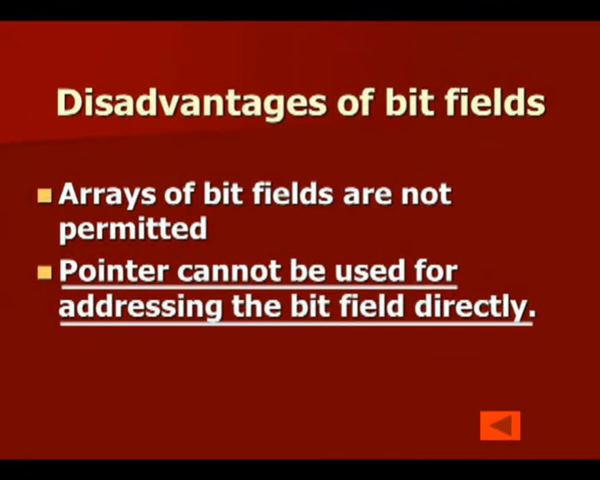 Disadvantages of bit fields
Arrays of bit fields are not
permitted
Pointer cannot be used for
addressing the bit field directly.